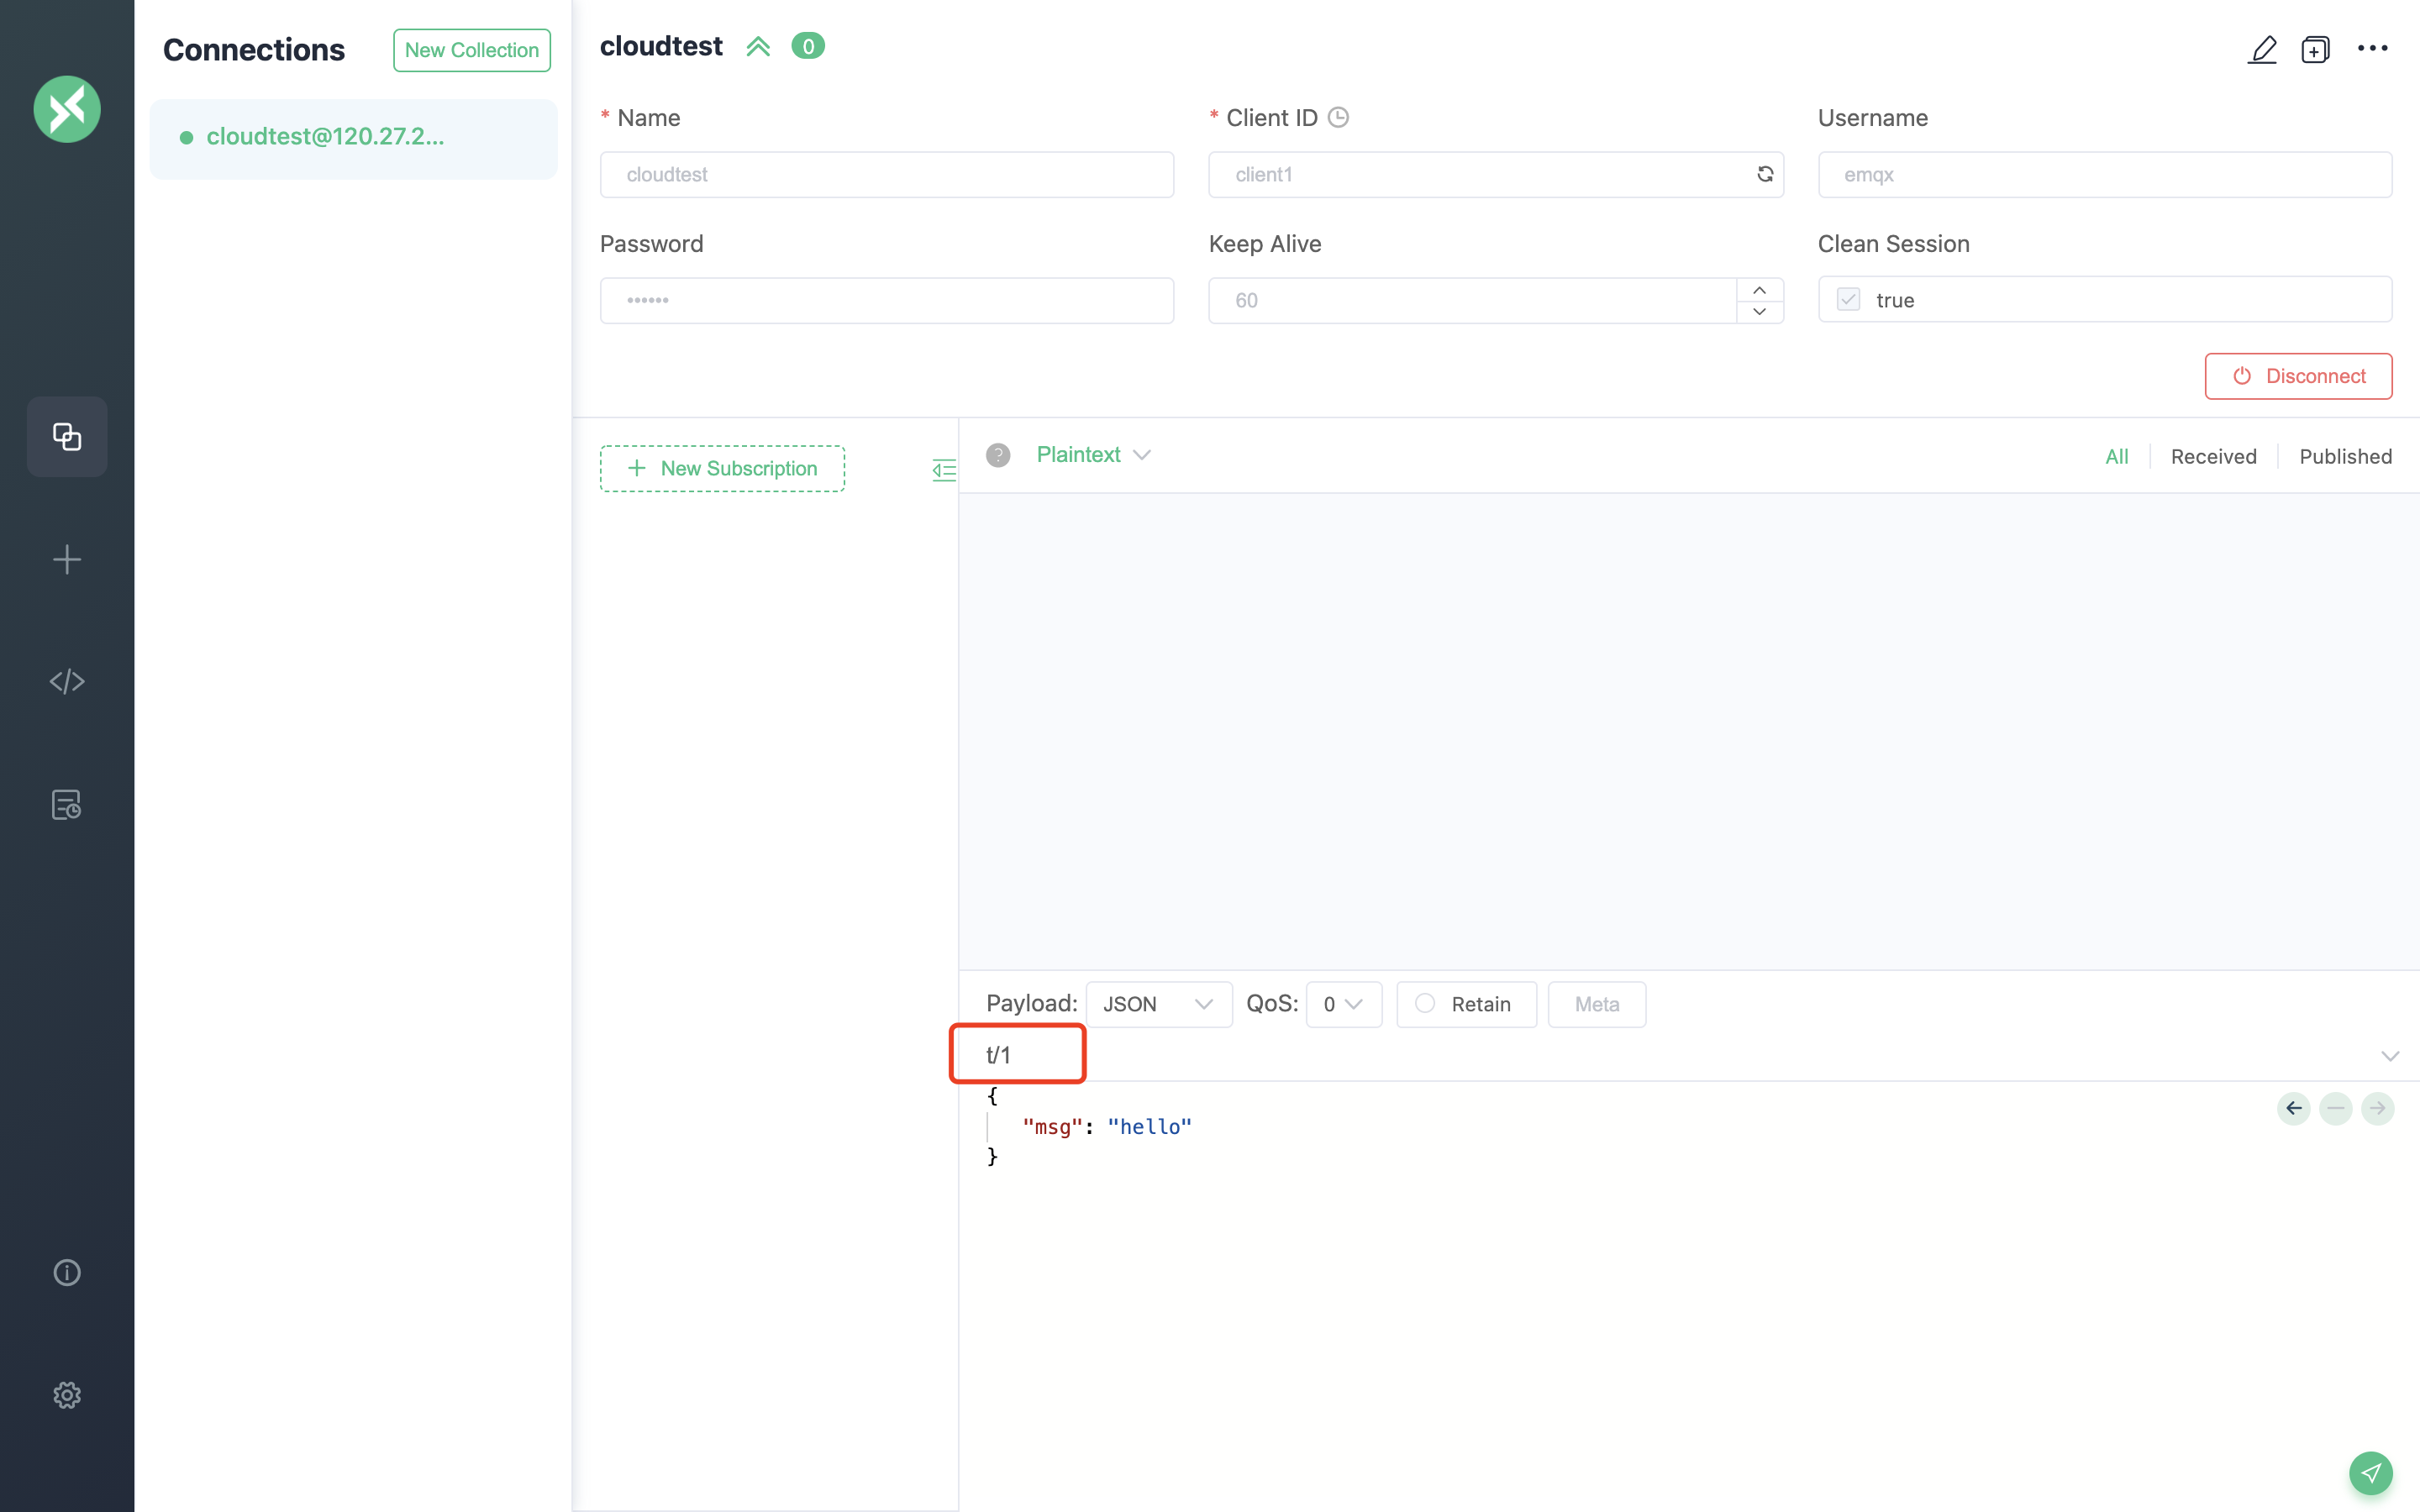 Connections
New Collection
cloudtest@120.27.2...
cloudtest
0
* Name
* Client ID
Username
cloudtest
client1
emqx
Password
Keep Alive
Clean Session
••••••
60
true
Disconnect
+ New Subscription
?
Plaintext
All
Received
Published
Payload:
JSON
QoS:
0
Retain
Meta
t/1
{
"msg": "hello"
}